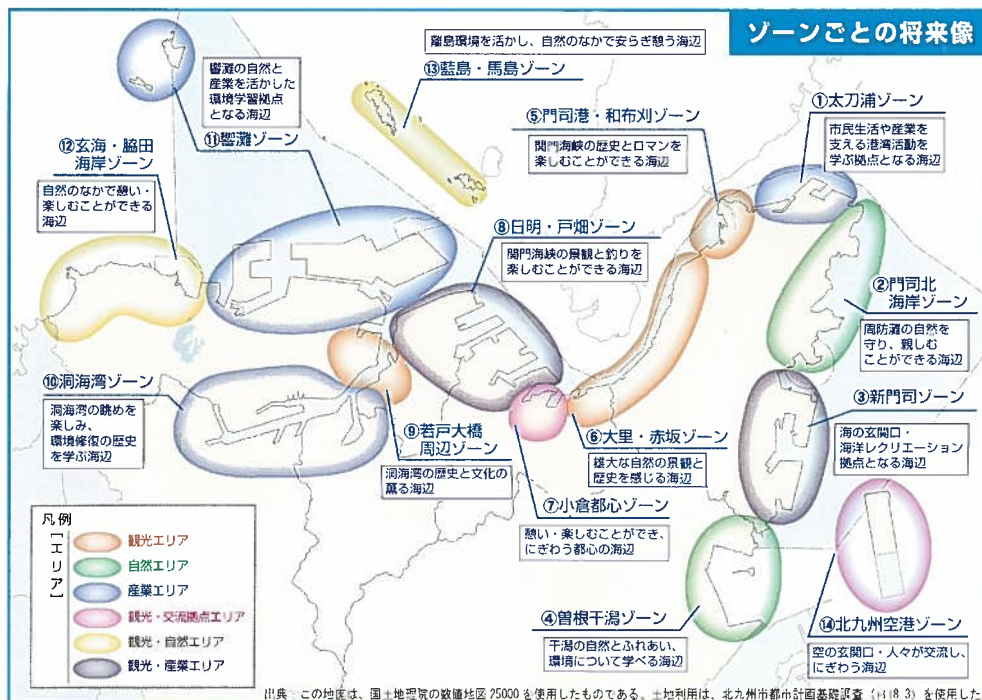 ゾーンごとの将来像
離島環境を活かし、自然のなかで安らぎ憩う海辺
⑬藍島・馬島ゾーン
響灘の自然と
産業を活かした
環境学習拠点
となる海辺
⑪響灘ゾーン
⑫玄海・脇田
海岸ゾーン
自然のなかで憩い・
楽しむことができる
海辺
⑤門司港・和布刈ゾーン
関門海峡の歴史とロマンを
楽しむことができる海辺
①太刀浦ゾーン
市民生活や産業を
支える港湾活動を
学ぶ拠点となる海辺
⑧日明・戸畑ゾーン
関門海峡の景観と釣りを
楽しむことができる海辺
②門司北
海岸ゾーン
周防灘の自然を
守り、親しむ
ことができる海辺
⑩洞海湾ゾーン
洞海湾の眺めを
楽しみ、
環境修復の歴史
を学ぶ海辺
⑨若戸大橋
周辺ゾーン
洞海湾の歴史と文化の
薫る海辺
⑥大里・赤坂ゾーン
雄大な自然の景観と
歴史を感じる海辺
③新門司ゾーン
海の玄関口・
海洋レクリエーション
拠点となる海辺
⑦小倉都心ゾーン
憩い・楽しむことができ、
にぎわう都心の海辺
④曽根干潟ゾーン
干潟の自然とふれあい、
環境について学べる海辺
⑭北九州空港ゾーン
空の玄関口・人々が交流し、
にぎわう海辺
凡例
［エリア］
観光エリア
自然エリア
産業エリア
観光・交流拠点エリア
観光・自然エリア
観光・産業エリア
出典：この地図は、国土地理院の数値地図25000を使用したものである。土地利用は、北九州市都市計画基礎調査（H18.3）を使用した